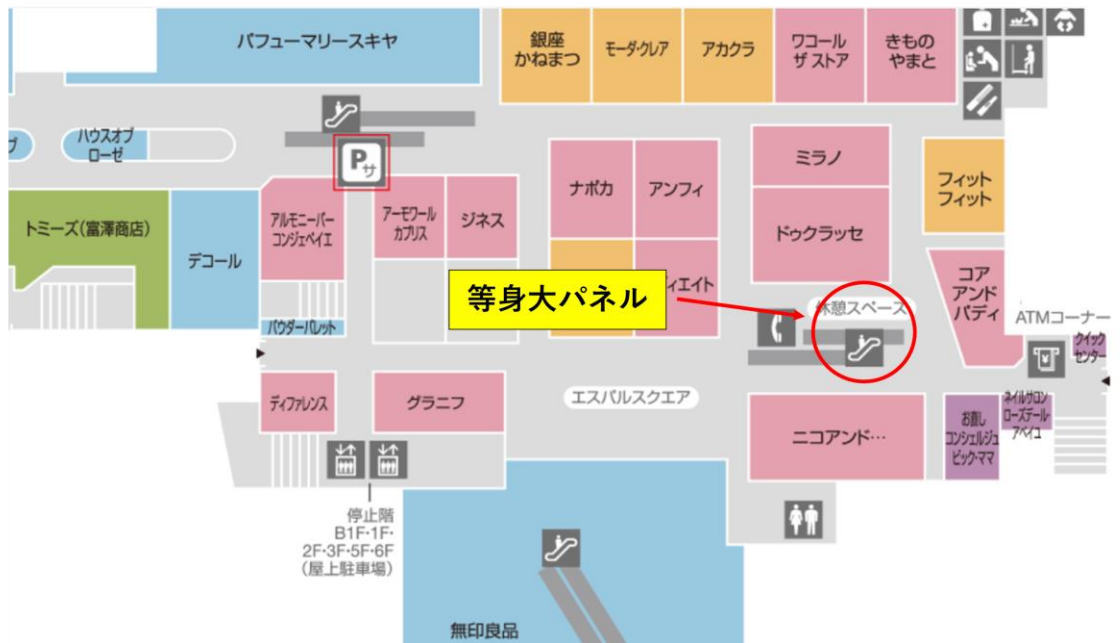 パフューマリースキヤ
銀座
かねまつ
モーダ・クレア
アカクラ
ワコール
ザ ストア
きもの
やまと
ブ
ハウスオブ
ローゼ
Pサ
ナポカ
アンフィ
ミラノ
フィット
フィット
トミーズ(富澤商店)
デコール
アルモニーバー
コンジェペイエ
アーモワール
カプリス
ジネス
ドゥクラッセ
等身大パネル
ィエイト
休憩スペース
コア
アンド
バディ
ATMコーナー
クイック
センター
パウダーパレット
ディファレンス
グラニフ
エスパルスクエア
ニコアンド…
お直し
コンシェルジュ
ビック・ママ
ネイルサロン
ローズデール・
アベイユ
停止階
B1F・1F・
2F・3F・5F・6F
(屋上駐車場)
無印良品